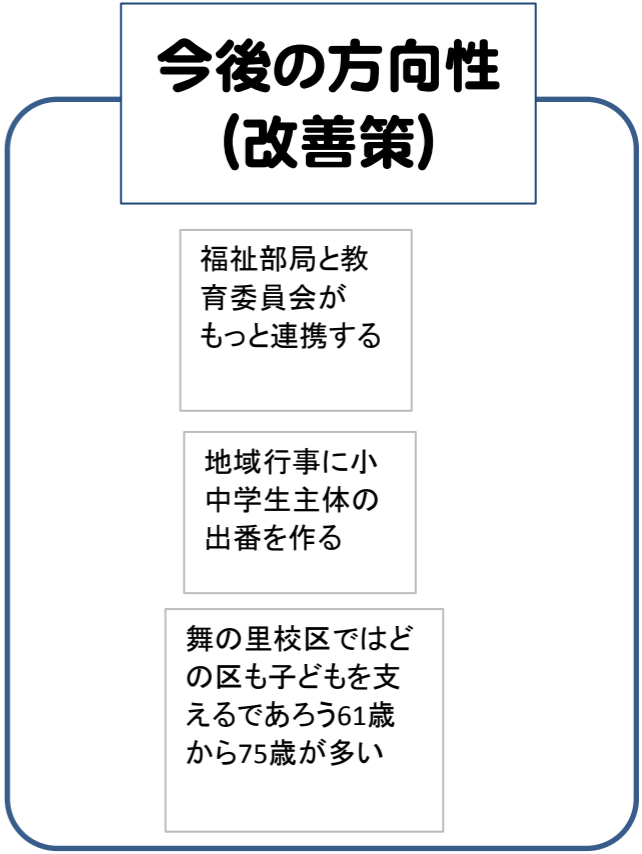 今後の方向性
(改善策)
福祉部局と教
育委員会が
もっと連携する
地域行事に小
中学生主体の
出番を作る
舞の里校区ではど
の区も子どもを支
えるであろう61歳
から75歳が多い